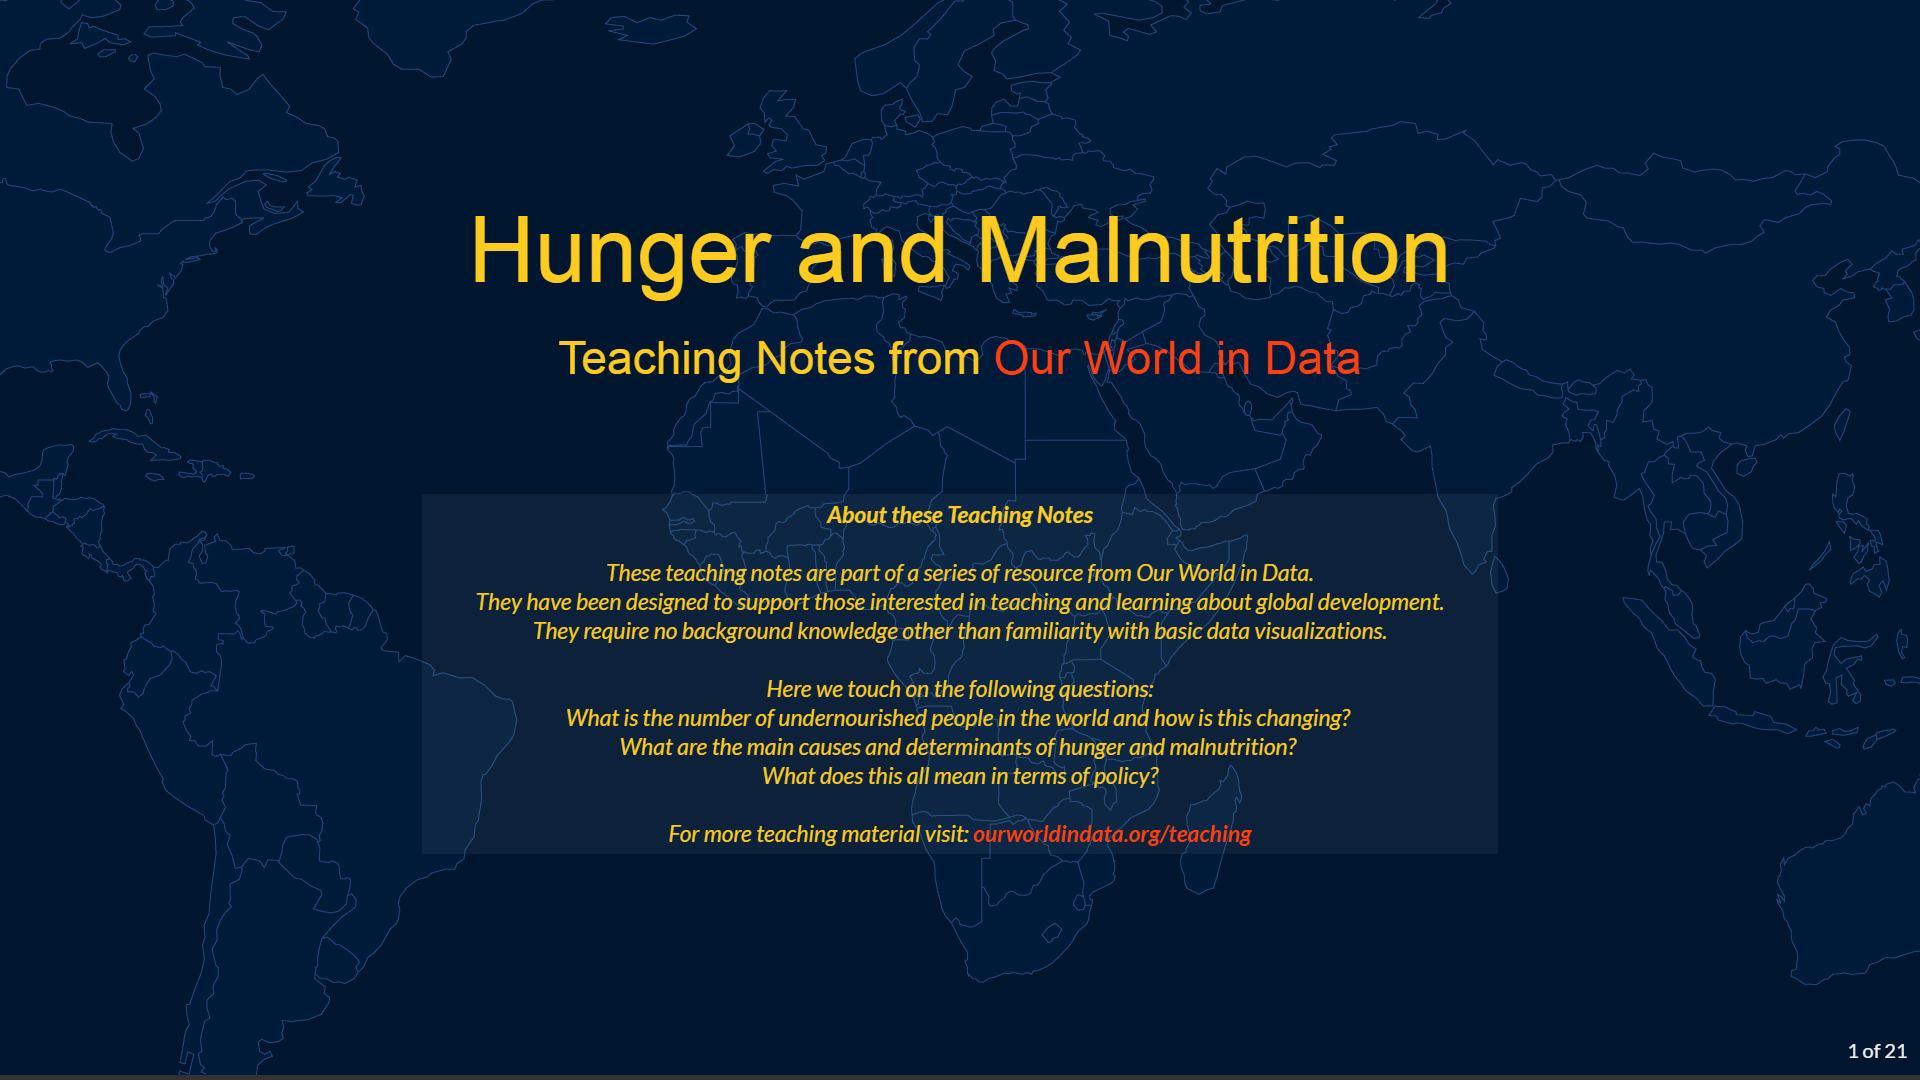 Hunger and Malnutrition
Teaching Notes from Our World in Data
About these Teaching Notes
These teaching notes are part of a series of resource from Our World in Data.
They have been designed to support those interested in teaching and learning about global development.
They require no background knowledge other than familiarity with basic data visualizations.
Here we touch on the following questions:
What is the number of undernourished people in the world and how is this changing?
What are the main causes and determinants of hunger and malnutrition?
What does this all mean in terms of policy?
For more teaching material visit: ourworldindata.org/teaching
1 of 21